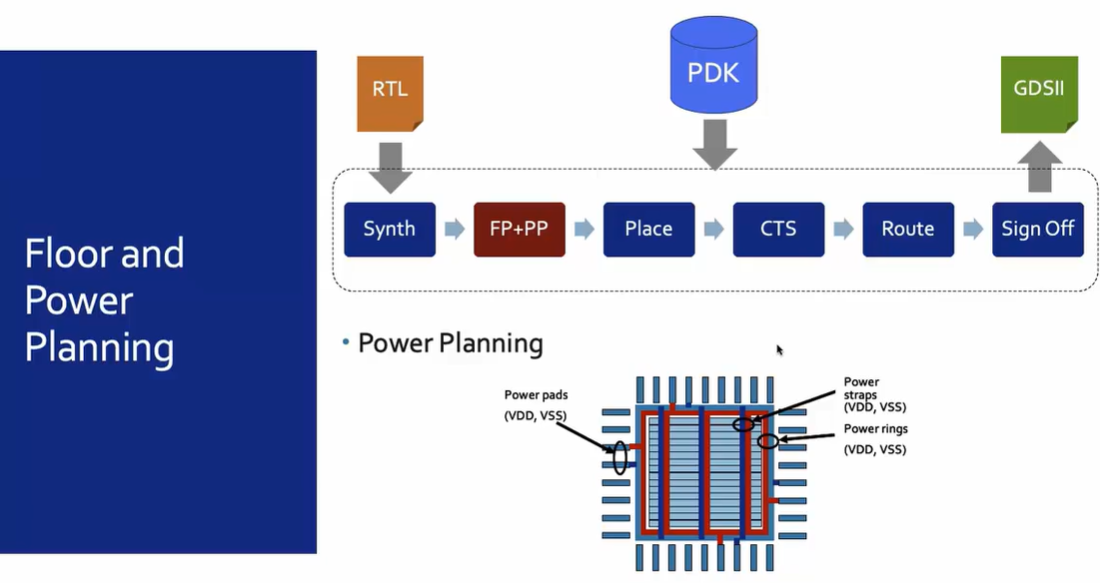 Floor and
Power
Planning
RTL
PDK
GDSII
Synth
FP+PP
Place
CTS
Route
Sign Off
• Power Planning
Power pads
(VDD, VSS)
Power
straps
(VDD, VSS)
Power rings
(VDD, VSS)